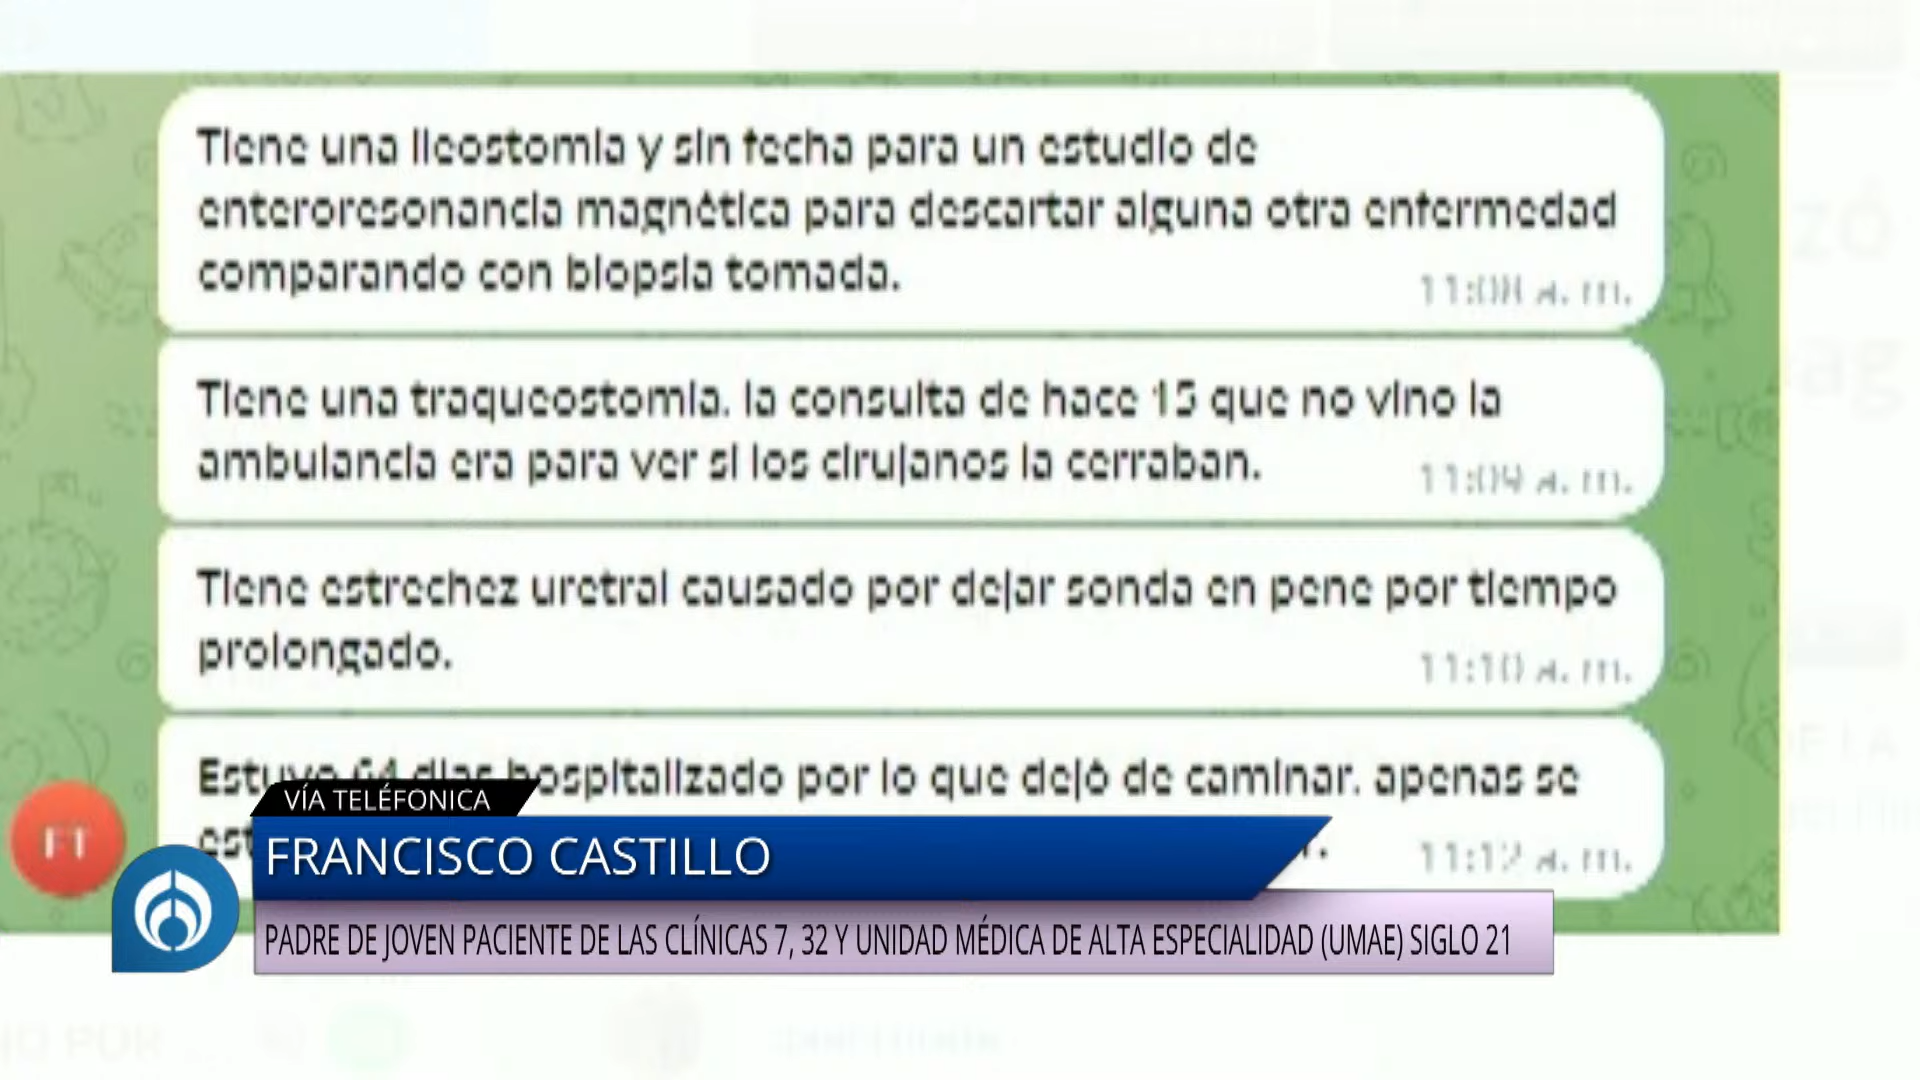 Tiene una ileostomia y sin fecha para un estudio de
enteroresonancia magnética para descartar alguna otra enfermedad
comparando con biopsia tomada.
11:08 a. m.
Tiene una traqueostomia. la consulta de hace 15 que no vino la
ambulancia era para ver si los cirujanos la cerraban.
11:09 a. m.
Tiene estrechez uretral causado por dejar sonda en pene por tiempo
prolongado.
11:10 a. m.
Estuvo 64 dias hospitalizado por lo que dejó de caminar. apenas se
11:12 a. m.
FT
VÍA TELÉFONICA
FRANCISCO CASTILLO
PADRE DE JOVEN PACIENTE DE LAS CLÍNICAS 7, 32 Y UNIDAD MÉDICA DE ALTA ESPECIALIDAD (UMAE) SIGLO 21